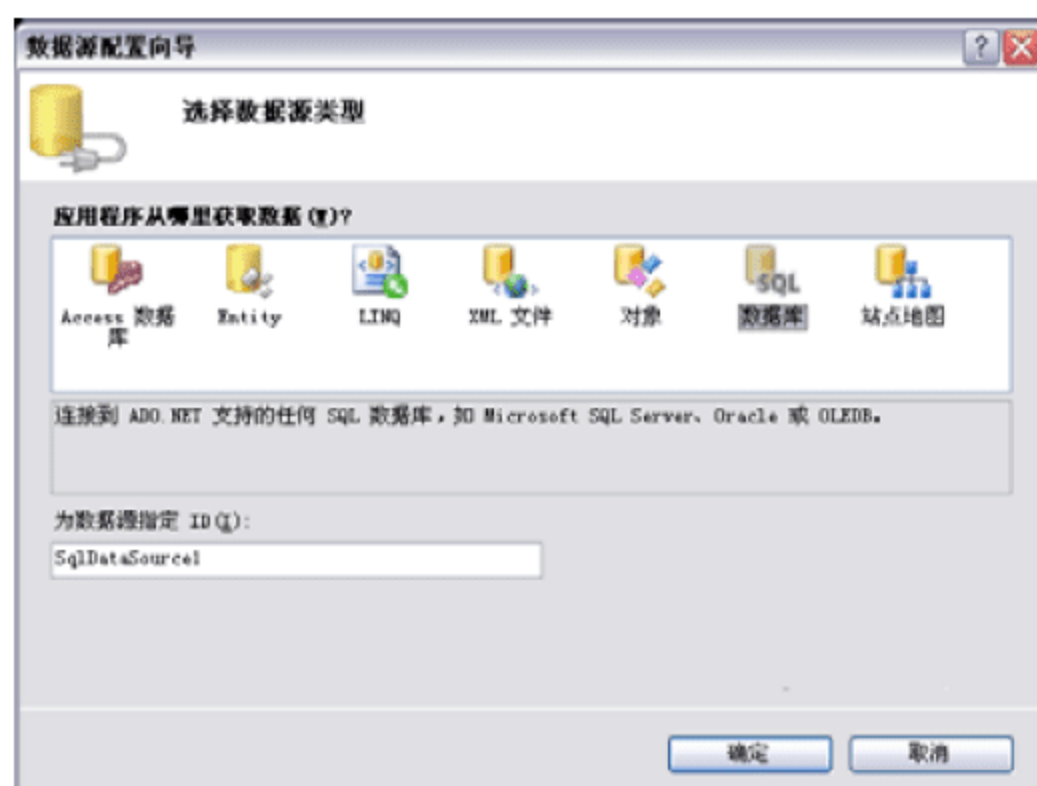 数据源配置向导
选择数据源类型
应用程序从哪里获取数据(W)?
Access 数据库
Entity
LINQ
XML 文件
对象
SQL
数据库
站点地图
连接到 ADO.NET 支持的任何 SQL 数据库，如 Microsoft SQL Server、Oracle 或 OLEDB。
为数据源指定 ID(I):
SqlDataSource1
确定
取消